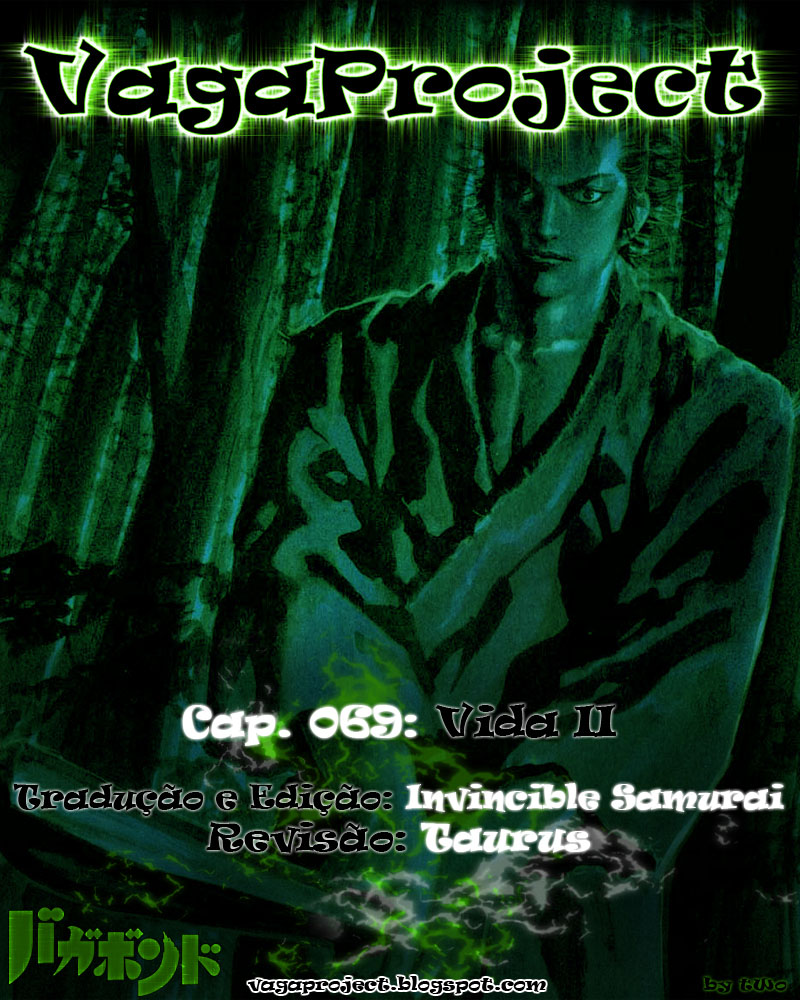 VagaProject
Cap. 069: Vida II
Tradução e Edição: Invincible Samurai
Revisão: Taurus
バガボンド
vagaproject.blogspot.com
by tWo